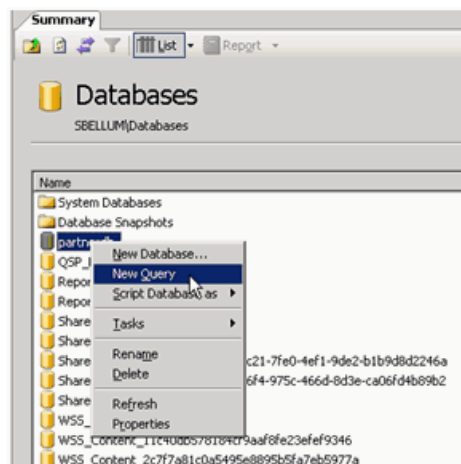 Summary
List Report
Databases
SBELLUM\Databases
Name
System Databases
Database Snapshots
New Database...
QSP_
New Query
Repor
Script Database as
Repor
Share
Tasks
Share
Share c21-7fe0-4ef1-9de2-b1b9d8d2246a
Rename
Share 6f4-975c-466d-8d3e-ca06fd4b89b2
Delete
Share
Refresh
WSS_
Properties
WSS_Content_11c40db578184cf9aaf8fe23efef9346
WSS_Content_2c7f7a81c0a5495e8895b5fa7eb5977a